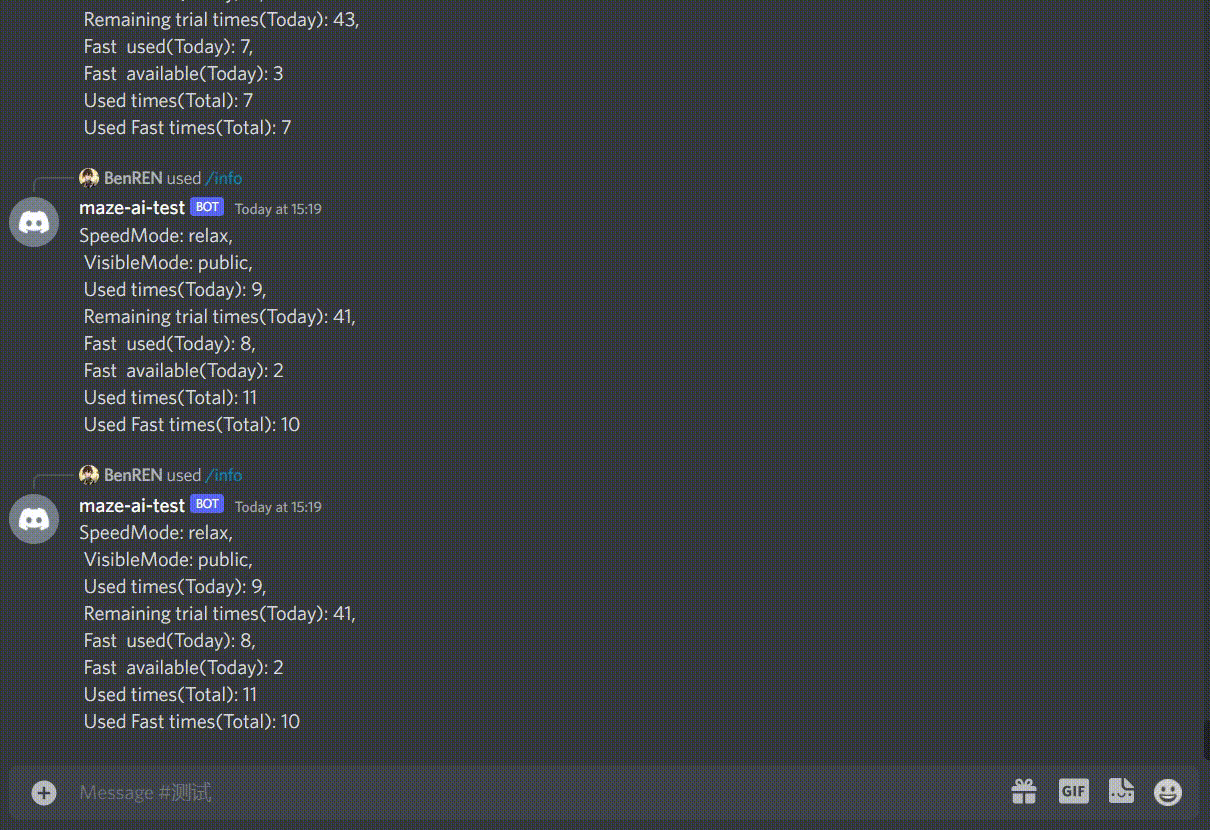 Remaining trial times(Today): 43,
Fast  used(Today): 7,
Fast  available(Today): 3
Used times(Total): 7
Used Fast times(Total): 7
BenREN used /info
maze-ai-test BOT Today at 15:19
SpeedMode: relax,
VisibleMode: public,
Used times(Today): 9,
Remaining trial times(Today): 41,
Fast  used(Today): 8,
Fast  available(Today): 2
Used times(Total): 11
Used Fast times(Total): 10
BenREN used /info
maze-ai-test BOT Today at 15:19
SpeedMode: relax,
VisibleMode: public,
Used times(Today): 9,
Remaining trial times(Today): 41,
Fast  used(Today): 8,
Fast  available(Today): 2
Used times(Total): 11
Used Fast times(Total): 10
Message #测试
GIF